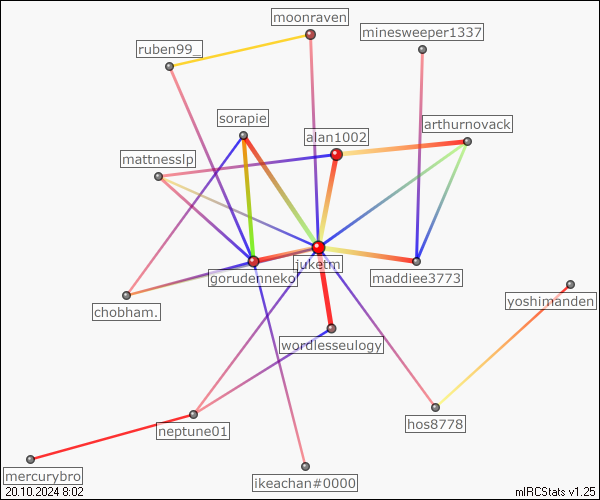 moonraven
minesweeper1337
ruben99_
sorapie
arthurnovack
alan1002
mattnesslp
juketm
gorudenneko
maddiee3773
yoshimanden
chobham.
wordlesseulogy
hos8778
neptune01
mercurybro
ikeachan#0000
20.10.2024 8:02
mIRCStats v1.25